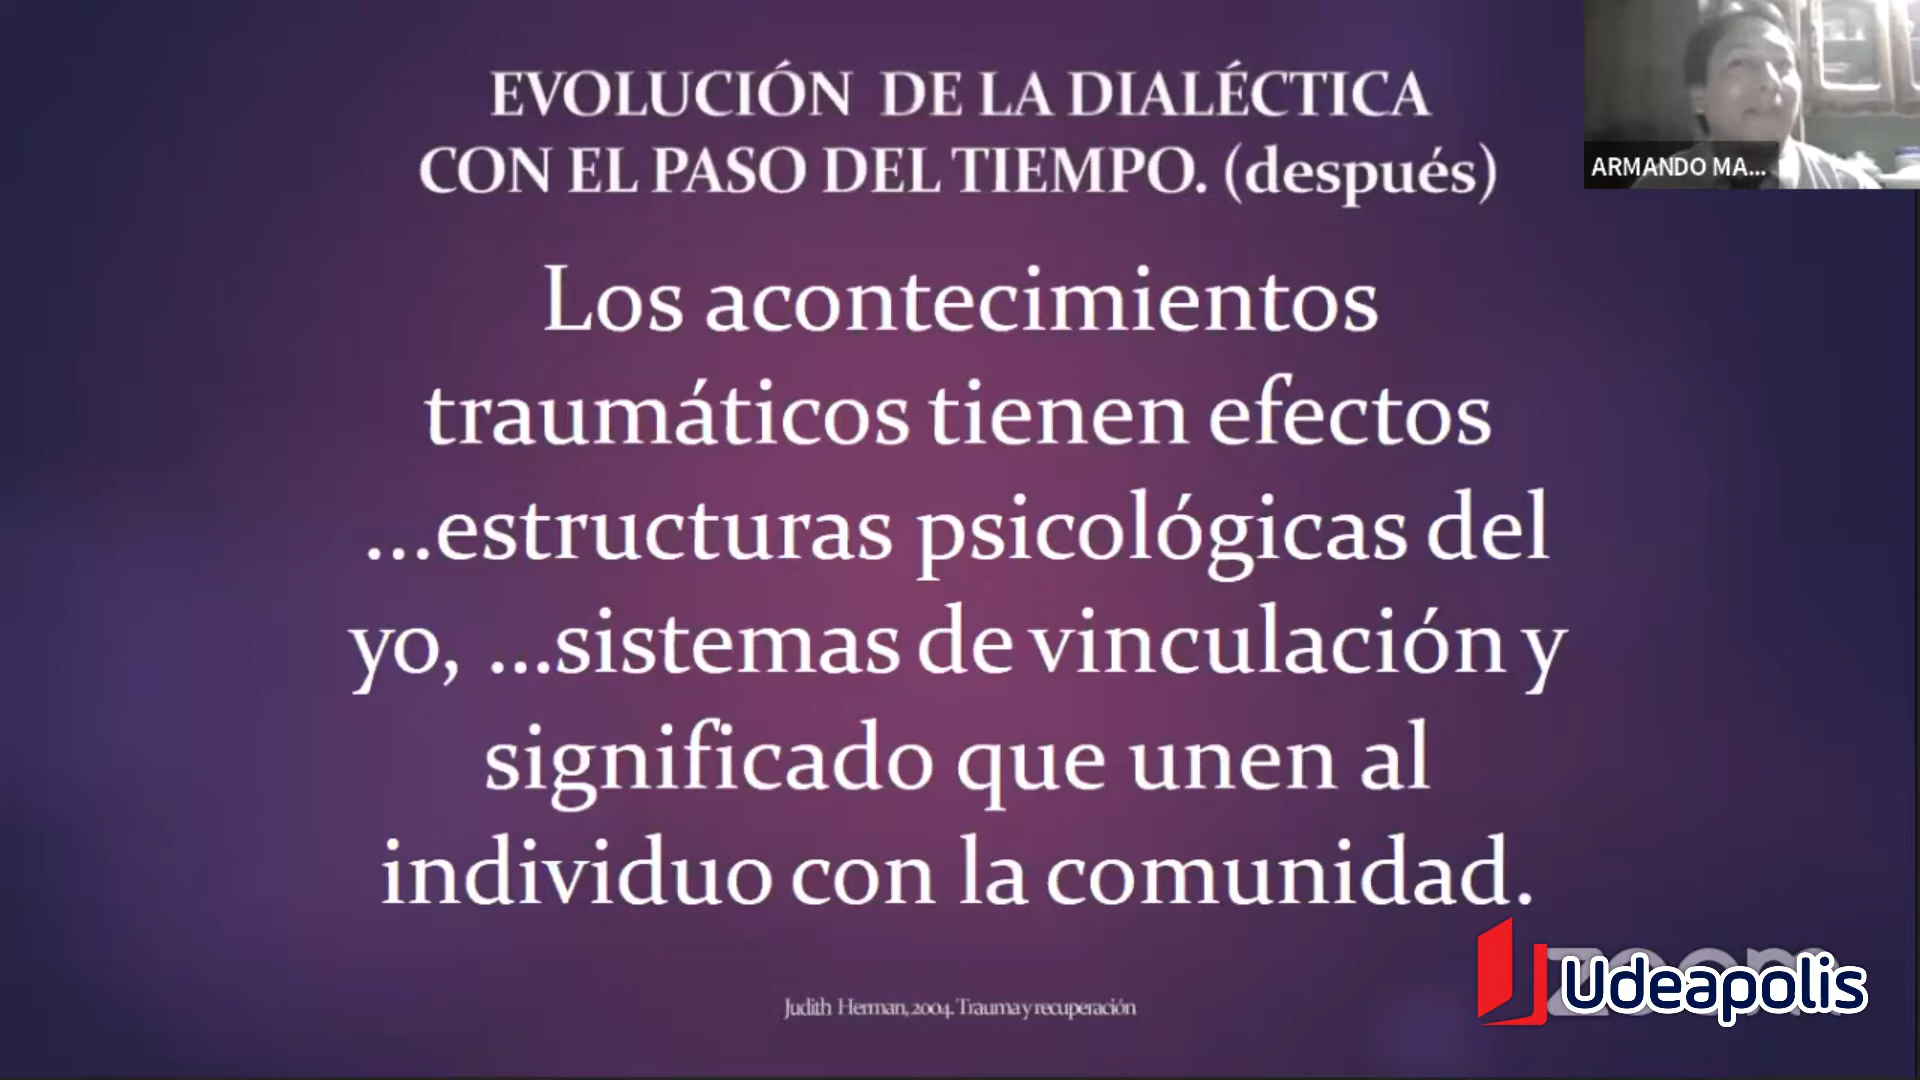 EVOLUCIÓN DE LA DIALÉCTICA
CON EL PASO DEL TIEMPO. (después)
ARMANDO MA...
Los acontecimientos
traumáticos tienen efectos
...estructuras psicológicas del
yo, ...sistemas de vinculación y
significado que unen al
individuo con la comunidad.
Judith Herman, 2004. Trauma y recuperación
zoom
Udeapolis